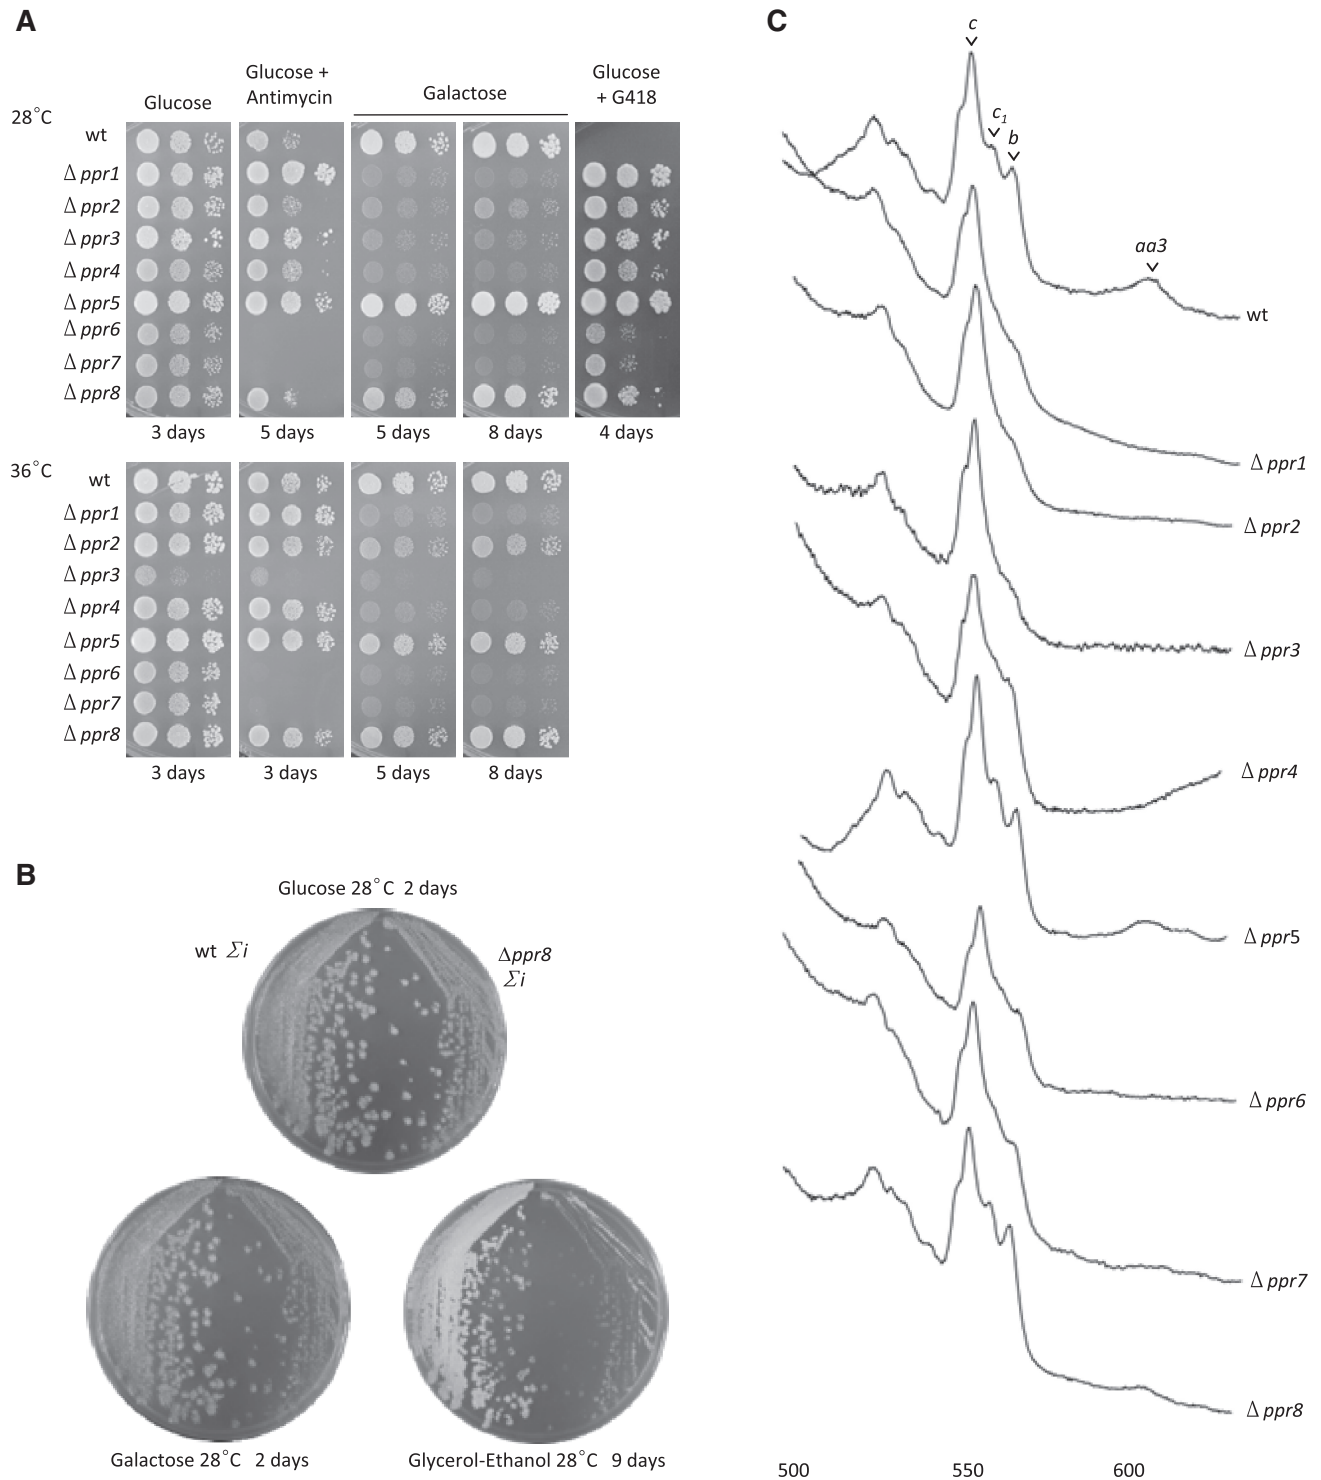 A
Glucose
Glucose +
Antimycin
Galactose
Glucose
+ G418
28°C
wt
Δ ppr1
Δ ppr2
Δ ppr3
Δ ppr4
Δ ppr5
Δ ppr6
Δ ppr7
Δ ppr8
3 days
5 days
5 days
8 days
4 days
36°C
wt
Δ ppr1
Δ ppr2
Δ ppr3
Δ ppr4
Δ ppr5
Δ ppr6
Δ ppr7
Δ ppr8
3 days
3 days
5 days
8 days
B
Glucose 28°C 2 days
wt Σi
Δppr8
Σi
Galactose 28°C 2 days
Glycerol-Ethanol 28°C 9 days
C
c
c1
b
aa3
wt
Δ ppr1
Δ ppr2
Δ ppr3
Δ ppr4
Δ ppr5
Δ ppr6
Δ ppr7
Δ ppr8
500 550 600